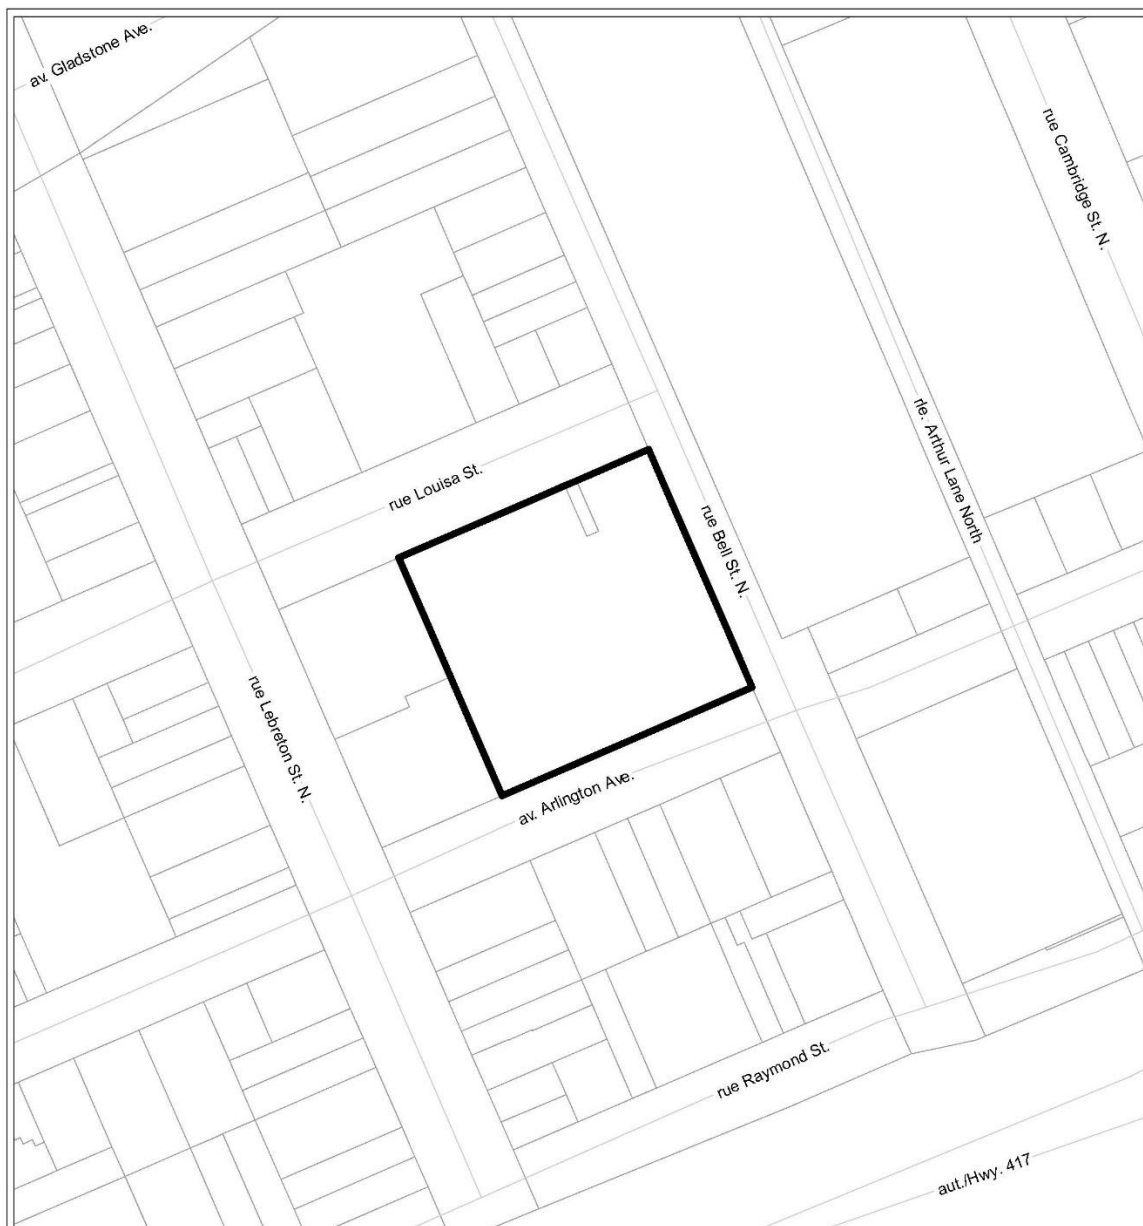 av. Gladstone Ave.
rue Cambridge St. N.
rue Louisa St.
rle. Arthur Lane North
rue Bell St. N.
rue Lebreton St. N.
av. Arlington Ave.
rue Raymond St.
aut./Hwy. 417